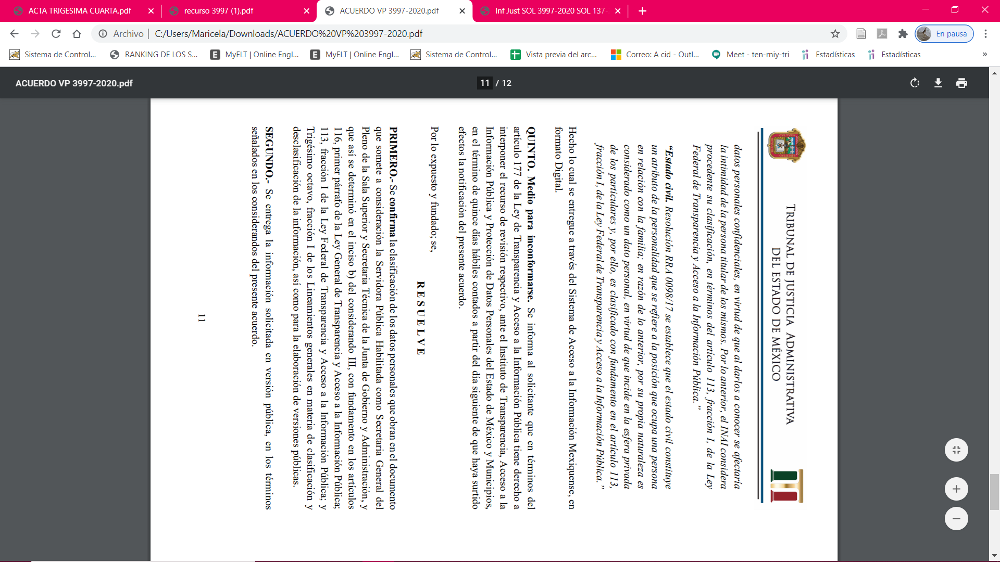 ACTA TRIGESIMA CUARTA.pdf
recurso 3997 (1).pdf
ACUERDO VP 3997-2020.pdf
Inf Just SOL 3997-2020 SOL 137-
Archivo | C:/Users/Maricela/Downloads/ACUERDO%20VP%203997-2020.pdf
En pausa
Sistema de Control...
RANKING DE LOS S...
MyELT | Online Engl...
MyELT | Online Engl...
Sistema de Control...
Vista previa del arc...
Correo: A cid - Outl...
Meet - ten-rniy-tri
Estadísticas
Estadísticas
»
ACUERDO VP 3997-2020.pdf
11 / 12
TRIBUNAL DE JUSTICIA ADMINISTRATIVA
DEL ESTADO DE MÉXICO
datos personales confidenciales, en virtud de que al darlos a conocer se afectaría
la intimidad de la persona titular de los mismos. Por lo anterior, el INAI considera
procedente su clasificación, en términos del artículo 113, fracción I, de la Ley
Federal de Transparencia y Acceso a la Información Pública.”
“Estado civil. Resolución RRA 0098/17 se establece que el estado civil constituye
un atributo de la personalidad que se refiere a la posición que ocupa una persona
en relación con la familia; en razón de lo anterior, por su propia naturaleza es
considerado como un dato personal, en virtud de que incide en la esfera privada
de los particulares y, por ello, es clasificado con fundamento en el artículo 113,
fracción I, de la Ley Federal de Transparencia y Acceso a la Información Pública.”
Hecho lo cual se entregue a través del Sistema de Acceso a la Información Mexiquense, en
formato Digital.
QUINTO. Medio para inconformarse. Se informa al solicitante que en términos del
artículo 177 de la Ley de Transparencia y Acceso a la Información Pública tiene derecho a
interponer el recurso de revisión respectivo, ante el Instituto de Transparencia, Acceso a la
Información Pública y Protección de Datos Personales del Estado de México y Municipios,
en el término de quince días hábiles contados a partir del día siguiente de que haya surtido
efectos la notificación del presente acuerdo.
Por lo expuesto y fundado; se,
R E S U E L V E
PRIMERO.- Se confirma la clasificación de los datos personales que obran en el documento
que somete a consideración la Servidora Pública Habilitada como Secretaria General del
Pleno de la Sala Superior y Secretaria Técnica de la Junta de Gobierno y Administración, y
que así se determinó en el inciso b) del considerando III, con fundamento en los artículos
116, primer párrafo de la Ley General de Transparencia y Acceso a la Información Pública;
113, fracción I de la Ley Federal de Transparencia y Acceso a la Información Pública; y
Trigésimo octavo, fracción I de los Lineamientos generales en materia de clasificación y
desclasificación de la información, así como para la elaboración de versiones públicas.
SEGUNDO.- Se entrega la información solicitada en versión pública, en los términos
señalados en los considerandos del presente acuerdo.
11